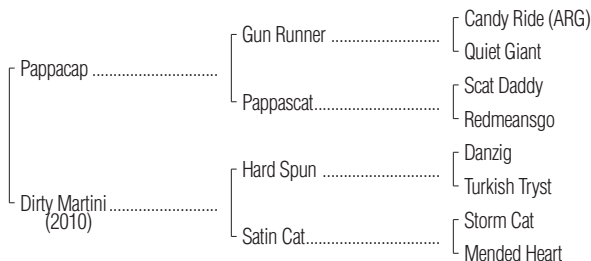 Candy Ride (ARG)
Gun Runner ..............................
Quiet Giant
Pappacap ...................................
Scat Daddy
Pappascat...................................
Redmeansgo
Danzig
Hard Spun .................................
Turkish Tryst
Dirty Martini ..............................
(2010)
Storm Cat
Satin Cat.....................................
Mended Heart